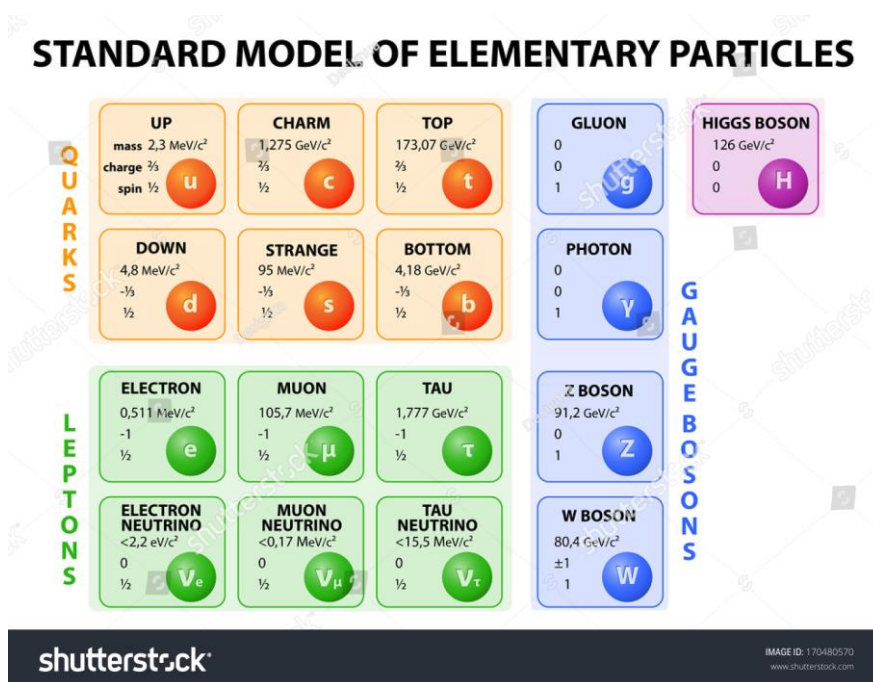 STANDARD MODEL OF ELEMENTARY PARTICLES
QUARKS
UP
mass 2,3 MeV/c²
charge ⅔
spin ½
u
CHARM
1,275 GeV/c²
⅔
½
c
TOP
173,07 GeV/c²
⅔
½
t
DOWN
4,8 MeV/c²
-⅓
½
d
STRANGE
95 MeV/c²
-⅓
½
s
BOTTOM
4,18 GeV/c²
-⅓
½
b
LEPTONS
ELECTRON
0,511 MeV/c²
-1
½
e
MUON
105,7 MeV/c²
-1
½
μ
TAU
1,777 GeV/c²
-1
½
τ
ELECTRON
NEUTRINO
<2,2 eV/c²
0
½
νe
MUON
NEUTRINO
<0,17 MeV/c²
0
½
νμ
TAU
NEUTRINO
<15,5 MeV/c²
0
½
ντ
GLUON
0
0
1
g
PHOTON
0
0
1
γ
Z BOSON
91,2 GeV/c²
0
1
Z
W BOSON
80,4 GeV/c²
±1
1
W
GAUGE BOSONS
HIGGS BOSON
126 GeV/c²
0
0
H
shutterstock
IMAGE ID: 170480570
www.shutterstock.com